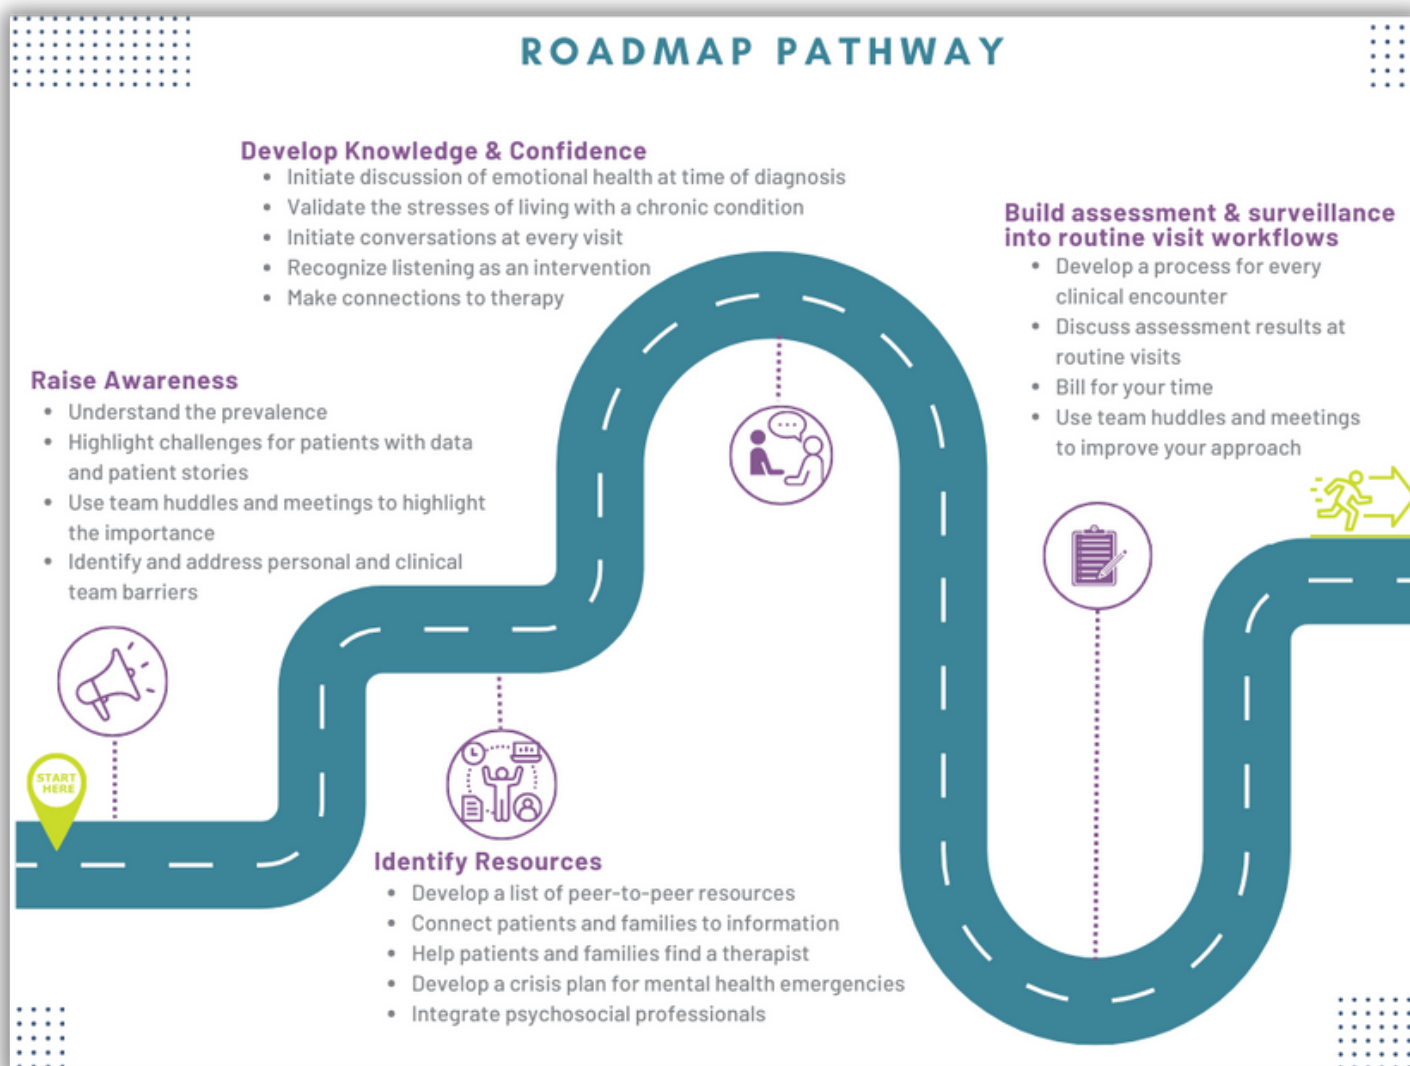 ROADMAP PATHWAY
Develop Knowledge & Confidence
• Initiate discussion of emotional health at time of diagnosis
• Validate the stresses of living with a chronic condition
• Initiate conversations at every visit
• Recognize listening as an intervention
• Make connections to therapy
Build assessment & surveillance
into routine visit workflows
• Develop a process for every
clinical encounter
• Discuss assessment results at
routine visits
• Bill for your time
• Use team huddles and meetings
to improve your approach
Raise Awareness
• Understand the prevalence
• Highlight challenges for patients with data
and patient stories
• Use team huddles and meetings to highlight
the importance
• Identify and address personal and clinical
team barriers
START
HERE
Identify Resources
• Develop a list of peer-to-peer resources
• Connect patients and families to information
• Help patients and families find a therapist
• Develop a crisis plan for mental health emergencies
• Integrate psychosocial professionals